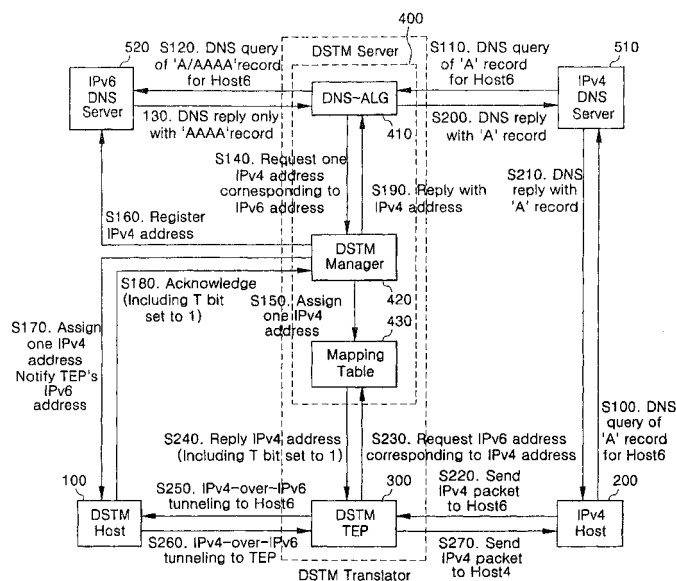 400
DSTM Server
520
S120. DNS query
of 'A/AAAA' record
for Host6
S110. DNS query
of 'A' record
for Host6
510
IPv6
DNS
Server
DNS-ALG
IPv4
DNS
Server
130. DNS reply only
with 'AAAA' record
410
S200. DNS reply
with 'A' record
S140. Request one
IPv4 address
corresponding to
IPv6 address
S190. Reply with
IPv4 address
S210. DNS
reply with
'A' record
S160. Register
IPv4 address
DSTM
Manager
S180. Acknowledge
(Including T bit
set to 1)
S150. Assign
one IPv4
address
420
430
S170. Assign
one IPv4
address
Notify TEP's
IPv6
address
Mapping
Table
S100. DNS
query of
'A' record
for Host6
S240. Reply IPv4 address
(Including T bit set to 1)
S230. Request IPv6 address
corresponding to IPv4 address
100
S250. IPv4-over-IPv6
tunneling to Host6
300
S220. Send
IPv4 packet
to Host6
200
DSTM
Host
DSTM
TEP
IPv4
Host
S260. IPv4-over-IPv6
tunneling to TEP
S270. Send
IPv4 packet
to Host4
DSTM Translator